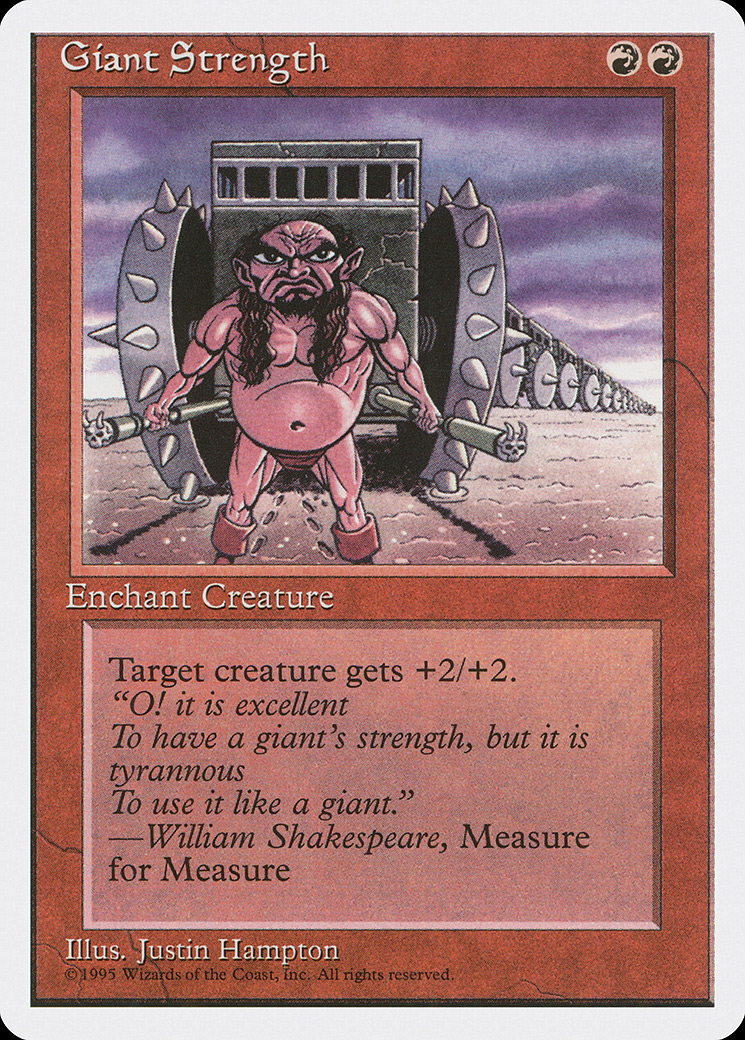 Giant Strength
Enchant Creature
Target creature gets +2/+2.
“O! it is excellent
To have a giant’s strength, but it is
tyrannous
To use it like a giant.”
—William Shakespeare, Measure
for Measure
Illus. Justin Hampton
©1995 Wizards of the Coast, Inc. All rights reserved.